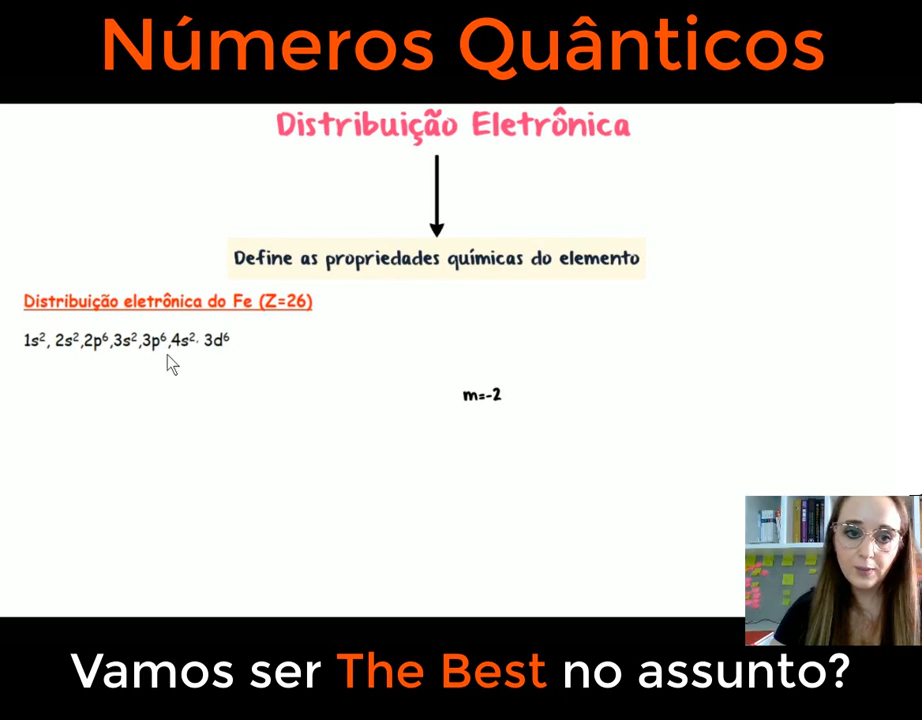 Números Quânticos
Distribuição Eletrônica
Define as propriedades químicas do elemento
Distribuição eletrônica do Fe (Z=26)
1s², 2s²,2p⁶,3s²,3p⁶,4s², 3d⁶
m=-2
Vamos ser The Best no assunto?